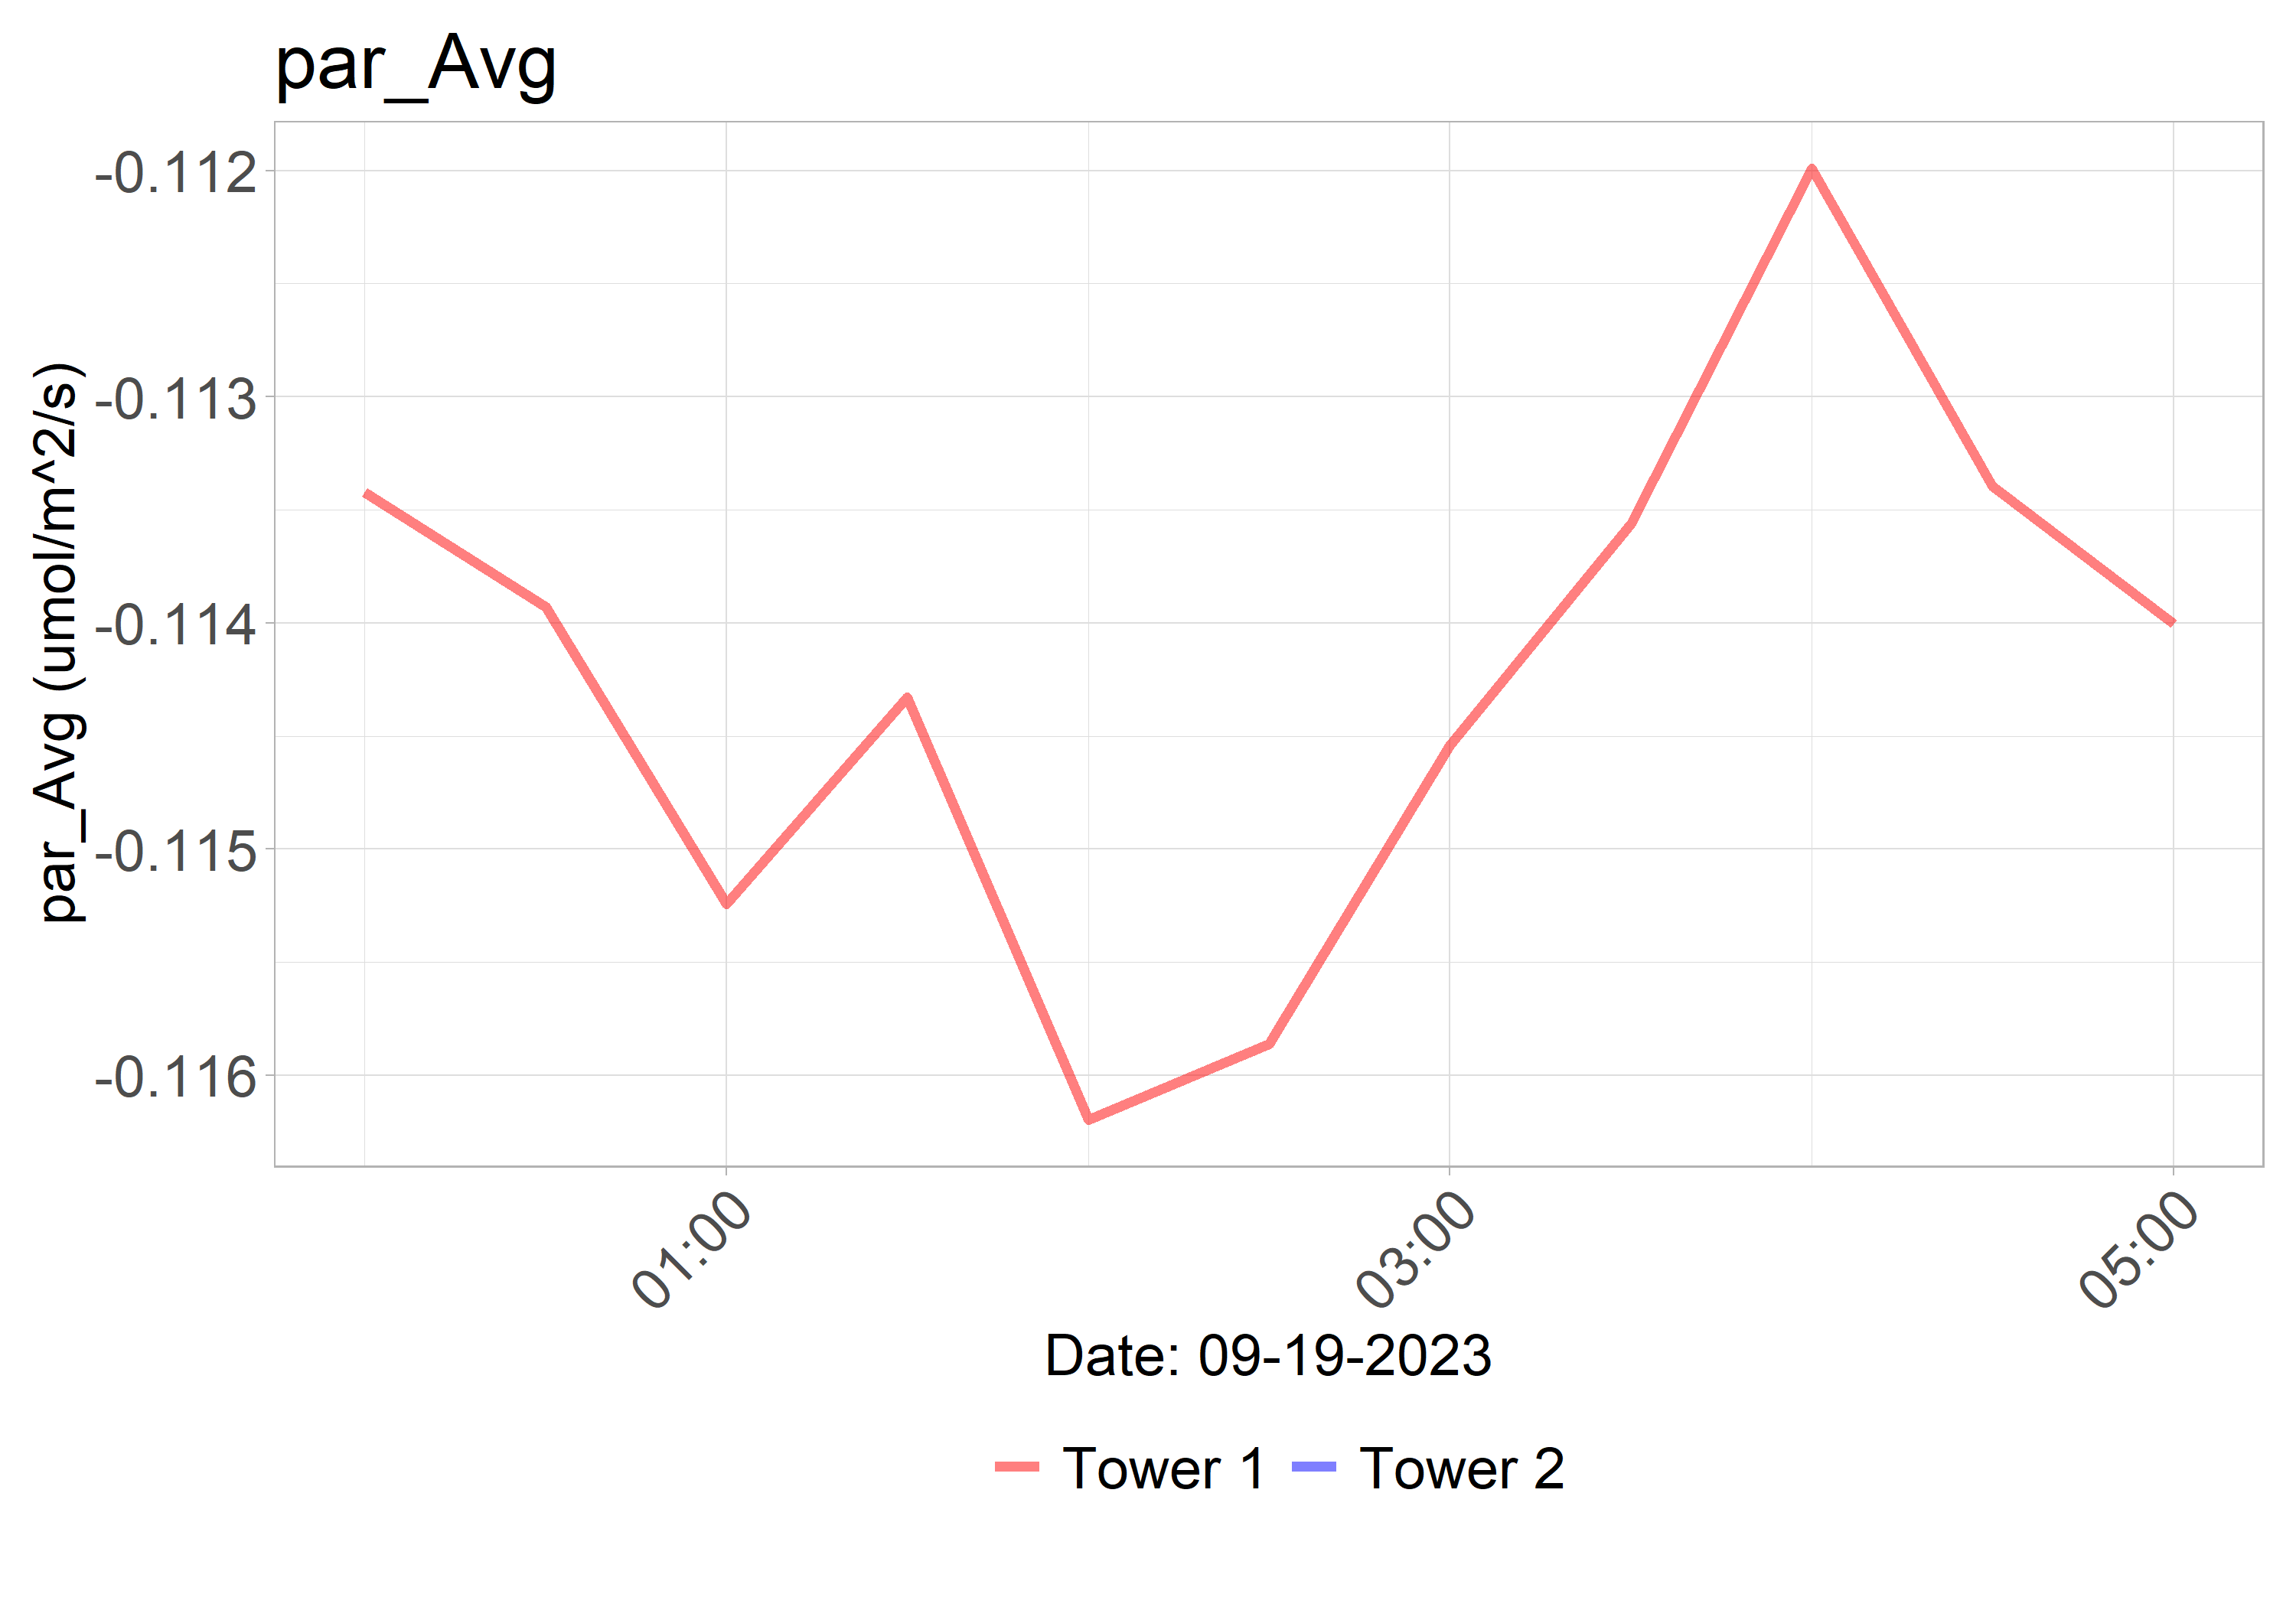 par_Avg
par_Avg (umol/m^2/s)
-0.112
-0.113
-0.114
-0.115
-0.116
01:00
03:00
05:00
Date: 09-19-2023
Tower 1
Tower 2